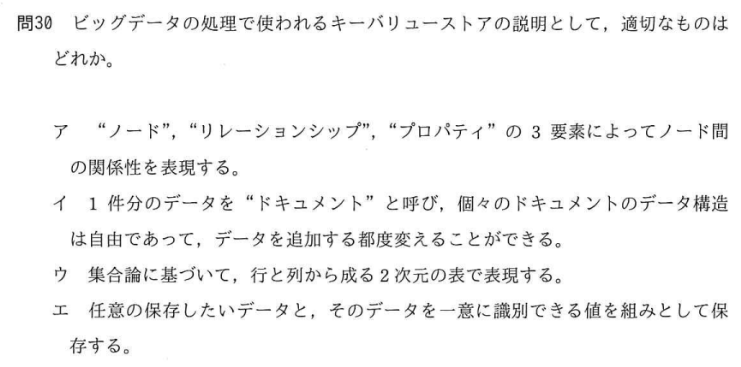 問30 ビッグデータの処理で使われるキーバリューストアの説明として，適切なものは
どれか。
ア “ノード”，“リレーションシップ”，“プロパティ”の 3 要素によってノード間
の関係性を表現する。
イ 1 件分のデータを“ドキュメント”と呼び，個々のドキュメントのデータ構造
は自由であって，データを追加する都度変えることができる。
ウ 集合論に基づいて，行と列から成る 2 次元の表で表現する。
エ 任意の保存したいデータと，そのデータを一意に識別できる値を組みとして保
存する。